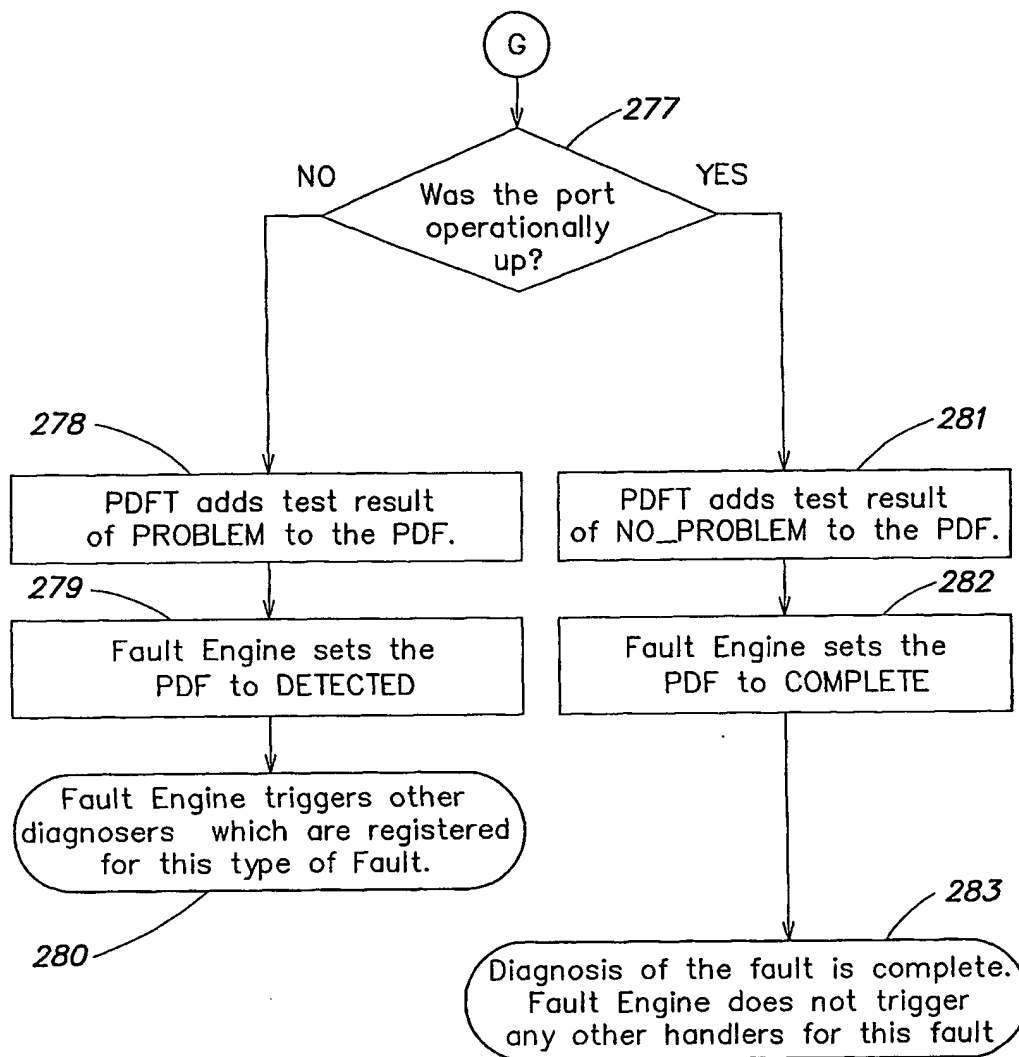 G
277
NO
YES
Was the port
operationally
up?
278
281
PDFT adds test result
of PROBLEM to the PDF.
PDFT adds test result
of NO_PROBLEM to the PDF.
279
282
Fault Engine sets the
PDF to DETECTED
Fault Engine sets the
PDF to COMPLETE
Fault Engine triggers other
diagnosers which are registered
for this type of Fault.
280
283
Diagnosis of the fault is complete.
Fault Engine does not trigger
any other handlers for this fault